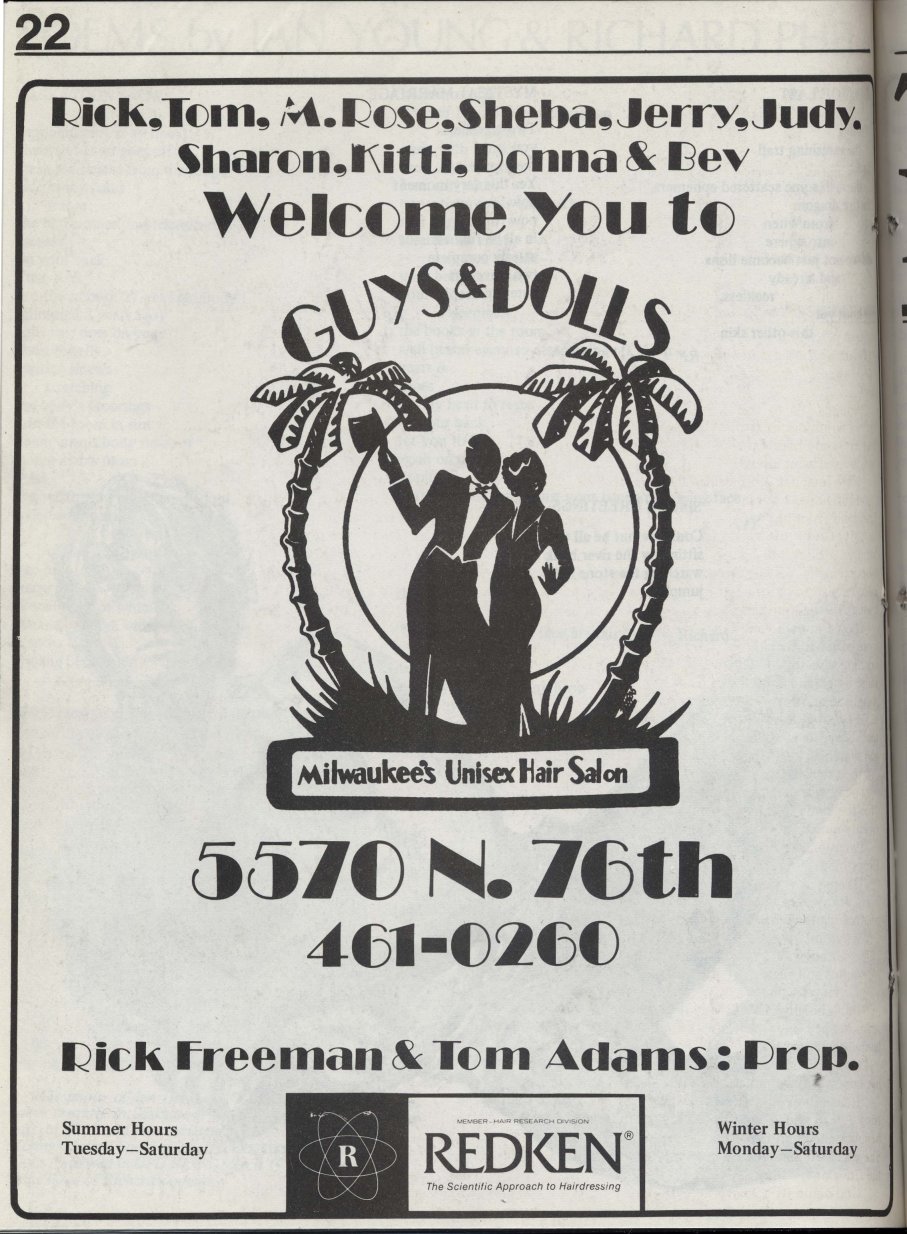 22
Rick, Tom, M. Rose, Sheba, Jerry, Judy.
Sharon, Kitti, Donna & Bev
Welcome You to
GUYS & DOLLS
Milwaukee's Unisex Hair Salon
5570 N. 76th
461-0260
Rick Freeman & Tom Adams : Prop.
Summer Hours
Tuesday—Saturday
R
MEMBER - HAIR RESEARCH DIVISION
REDKEN®
The Scientific Approach to Hairdressing
Winter Hours
Monday—Saturday